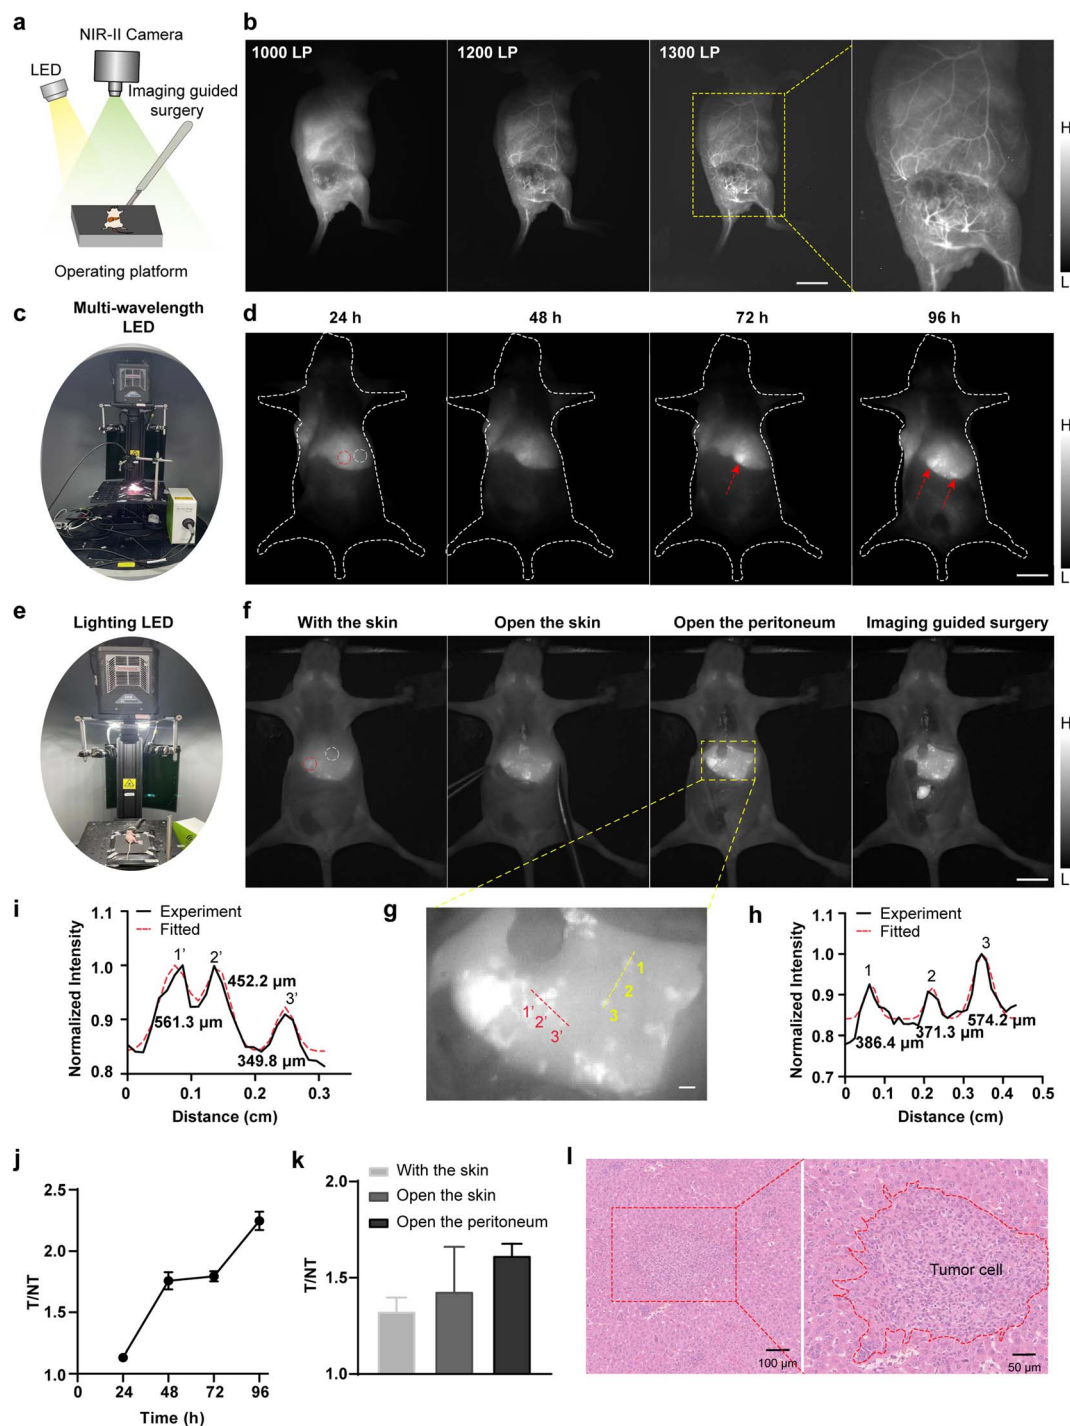 a
NIR-II Camera
LED
Imaging guided
surgery
Operating platform
b
1000 LP
1200 LP
1300 LP
H
L
c
Multi-wavelength
LED
d
24 h
48 h
72 h
96 h
H
L
e
Lighting LED
f
With the skin
Open the skin
Open the peritoneum
Imaging guided surgery
H
L
i
Experiment
Fitted
Normalized Intensity
1.1
1.0
0.9
0.8
1'
2'
3'
452.2 μm
561.3 μm
349.8 μm
0
0.1
0.2
0.3
Distance (cm)
g
1
2
3
1'
2'
3'
h
Experiment
Fitted
Normalized Intensity
1.1
1.0
0.9
0.8
0.7
1
2
3
386.4 μm
371.3 μm
574.2 μm
0
0.1
0.2
0.3
0.4
0.5
Distance (cm)
j
T/NT
2.5
2.0
1.5
1.0
0
24
48
72
96
Time (h)
k
With the skin
Open the skin
Open the peritoneum
T/NT
2.0
1.5
1.0
l
100 μm
Tumor cell
50 μm